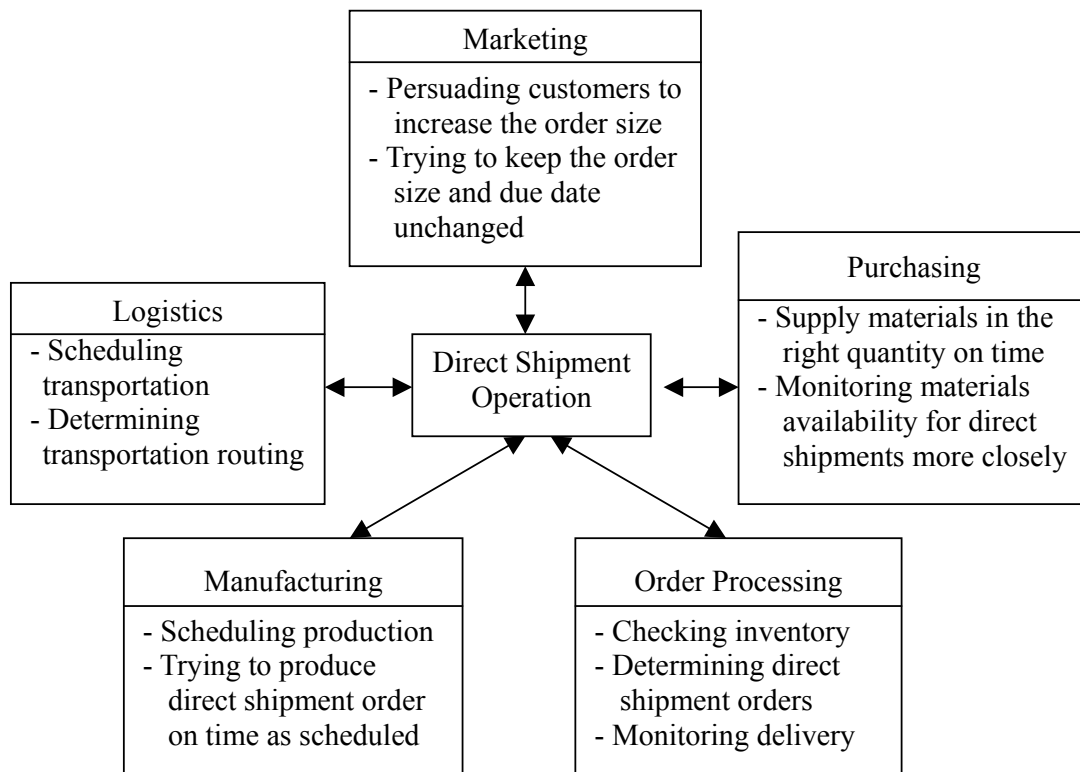 Marketing
- Persuading customers to
increase the order size
- Trying to keep the order
size and due date
unchanged
Purchasing
- Supply materials in the
right quantity on time
- Monitoring materials
availability for direct
shipments more closely
Logistics
- Scheduling
transportation
- Determining
transportation routing
Direct Shipment
Operation
Manufacturing
- Scheduling production
- Trying to produce
direct shipment order
on time as scheduled
Order Processing
- Checking inventory
- Determining direct
shipment orders
- Monitoring delivery